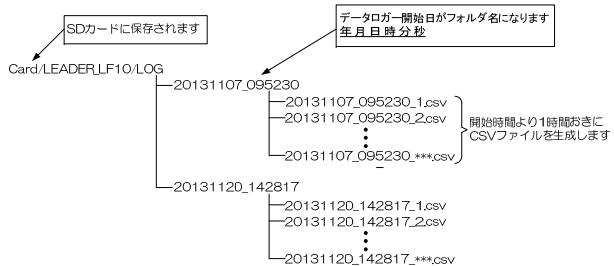 SDカードに保存されます
データロガー開始日がフォルダ名になります
年月日時分秒
Card/LEADER_LF10/LOG
20131107_095230
20131107_095230_1.csv
20131107_095230_2.csv
20131107_095230_***.csv
開始時間より1時間おきに
CSVファイルを生成します
20131120_142817
20131120_142817_1.csv
20131120_142817_2.csv
20131120_142817_***.csv